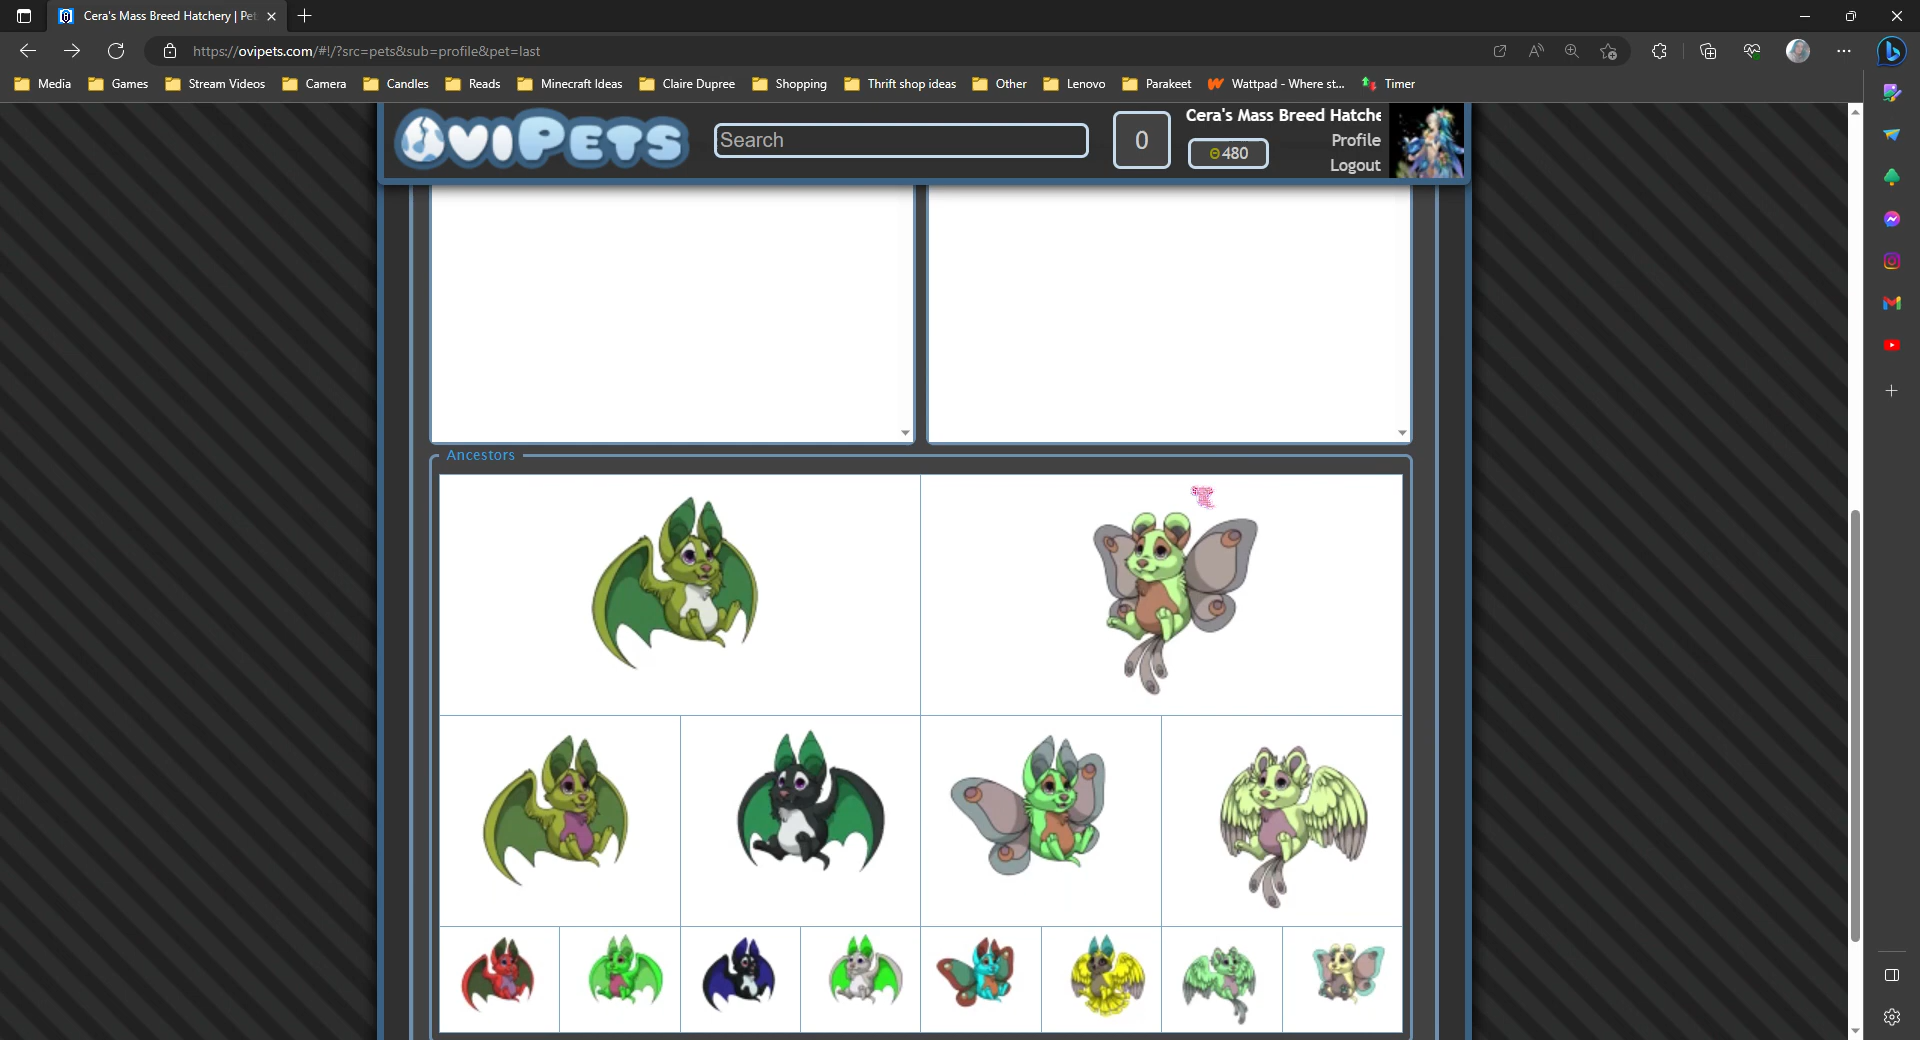 Cera's Mass Breed Hatchery | Pet
https://ovipets.com/#!/?src=pets&sub=profile&pet=last
Media Games Stream Videos Camera Candles Reads Minecraft Ideas Claire Dupree Shopping Thrift shop ideas Other Lenovo Parakeet Wattpad - Where st... Timer
OviPets
Search
0
Cera's Mass Breed Hatche
480
Profile
Logout
Ancestors